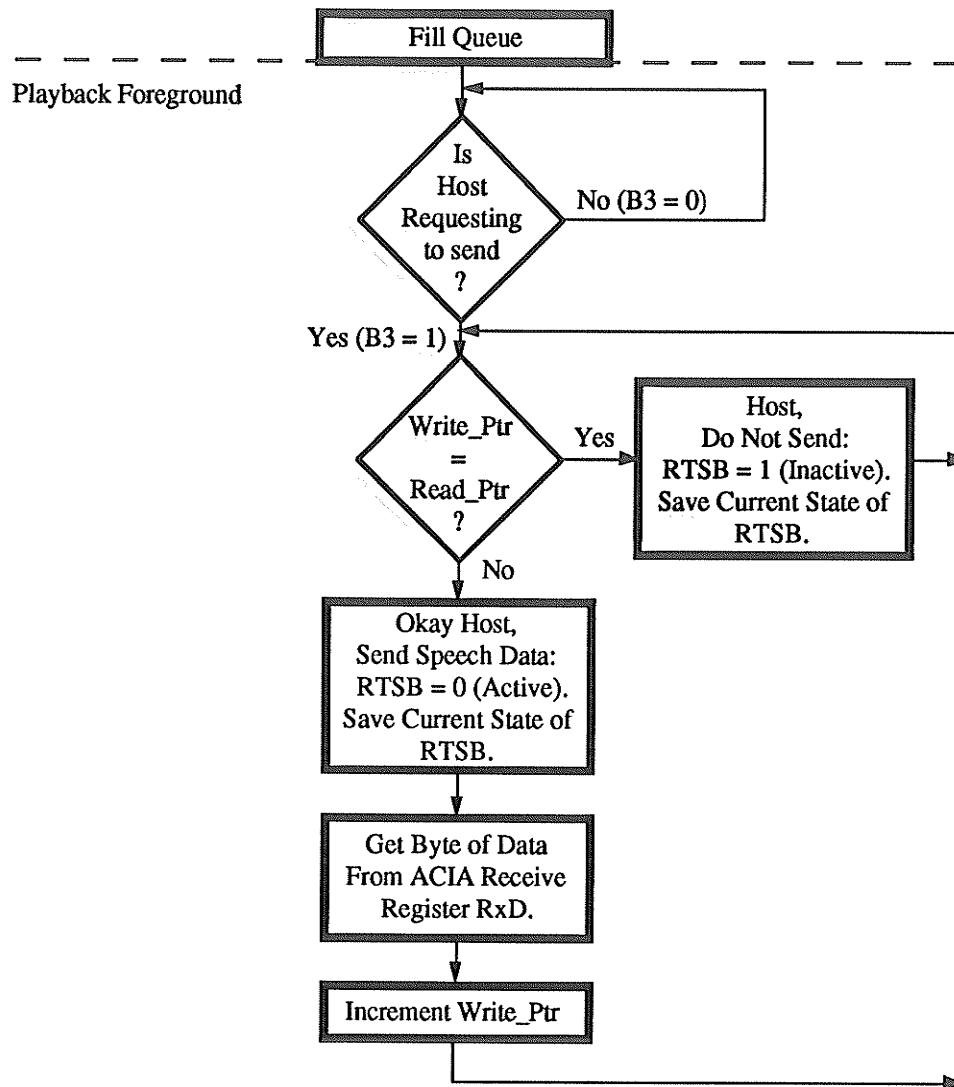 Fill Queue
Playback Foreground
Is
Host
Requesting
to send
?
No (B3 = 0)
Yes (B3 = 1)
Write_Ptr
=
Read_Ptr
?
Yes
Host,
Do Not Send:
RTSB = 1 (Inactive).
Save Current State of
RTSB.
No
Okay Host,
Send Speech Data:
RTSB = 0 (Active).
Save Current State of
RTSB.
Get Byte of Data
From ACIA Receive
Register RxD.
Increment Write_Ptr